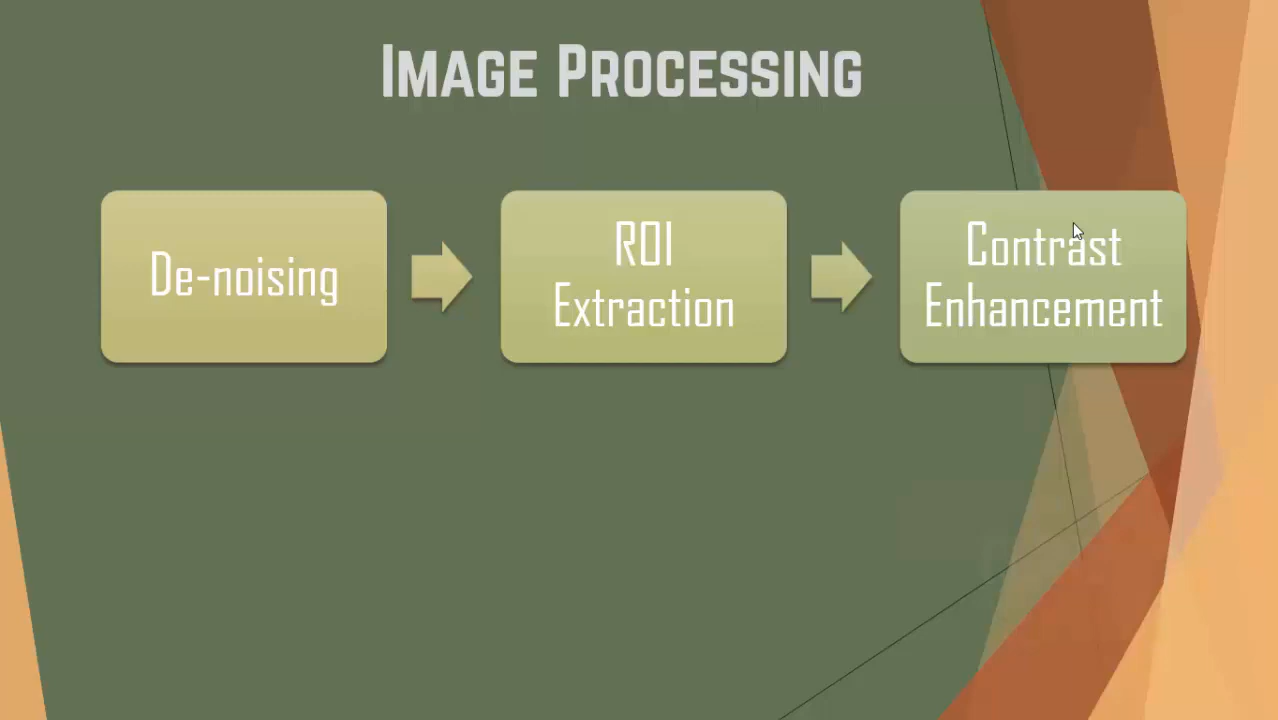 Image Processing
De-noising
ROI
Extraction
Contrast
Enhancement